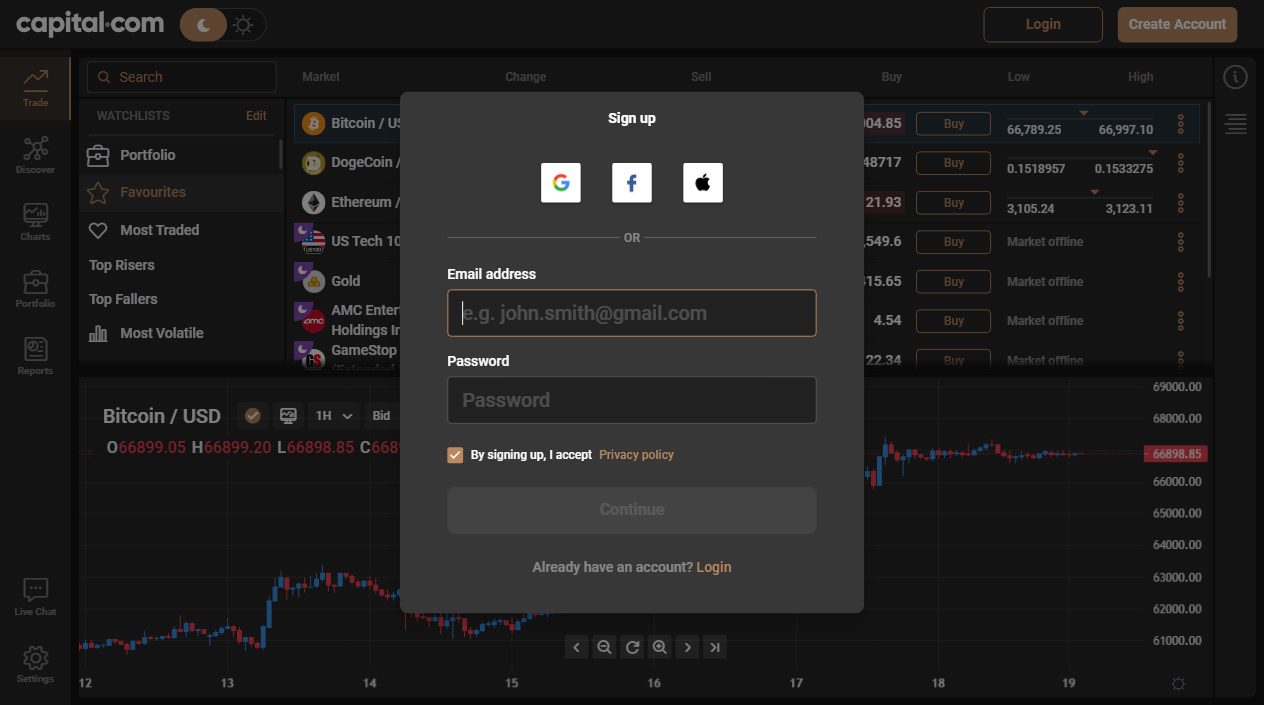 capital.com
Login
Create Account
Trade
Discover
Charts
Portfolio
Reports
Live Chat
Settings
Search
WATCHLISTS
Edit
Portfolio
Favourites
Most Traded
Top Risers
Top Fallers
Most Volatile
Market Change Sell Buy Low High
Bitcoin / US
04.85 Buy 66,789.25 66,997.10
DogeCoin /
48717 Buy 0.1518957 0.1533275
Ethereum /
21.93 Buy 3,105.24 3,123.11
US100
US Tech 10
,549.6 Buy Market offline
Gold
15.65 Buy Market offline
amc
AMC Enter
Holdings In
4.54 Buy Market offline
GS
GameStop
22.34 Buy Market offline
(Extended
Sign up
OR
Email address
e.g. john.smith@gmail.com
Password
Password
By signing up, I accept Privacy policy
Continue
Already have an account? Login
Bitcoin / USD
1H
Bid
O66899.05 H66899.20 L66898.85 C668
69000.00
68000.00
66898.85
66000.00
65000.00
64000.00
63000.00
62000.00
61000.00
12 13 14 15 16 17 18 19